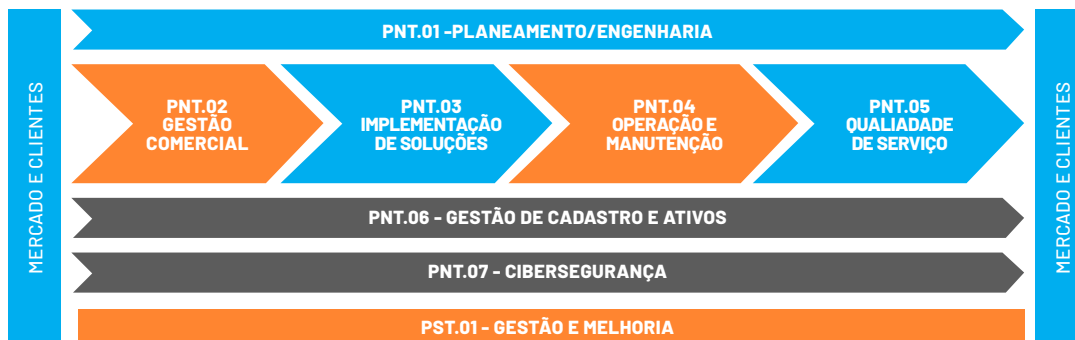 MERCADO E CLIENTES
PNT.01 -PLANEAMENTO/ENGENHARIA
PNT.02
GESTÃO
COMERCIAL
PNT.03
IMPLEMENTAÇÃO
DE SOLUÇÕES
PNT.04
OPERAÇÃO E
MANUTENÇÃO
PNT.05
QUALIADADE
DE SERVIÇO
PNT.06 - GESTÃO DE CADASTRO E ATIVOS
PNT.07 - CIBERSEGURANÇA
PST.01 - GESTÃO E MELHORIA
MERCADO E CLIENTES